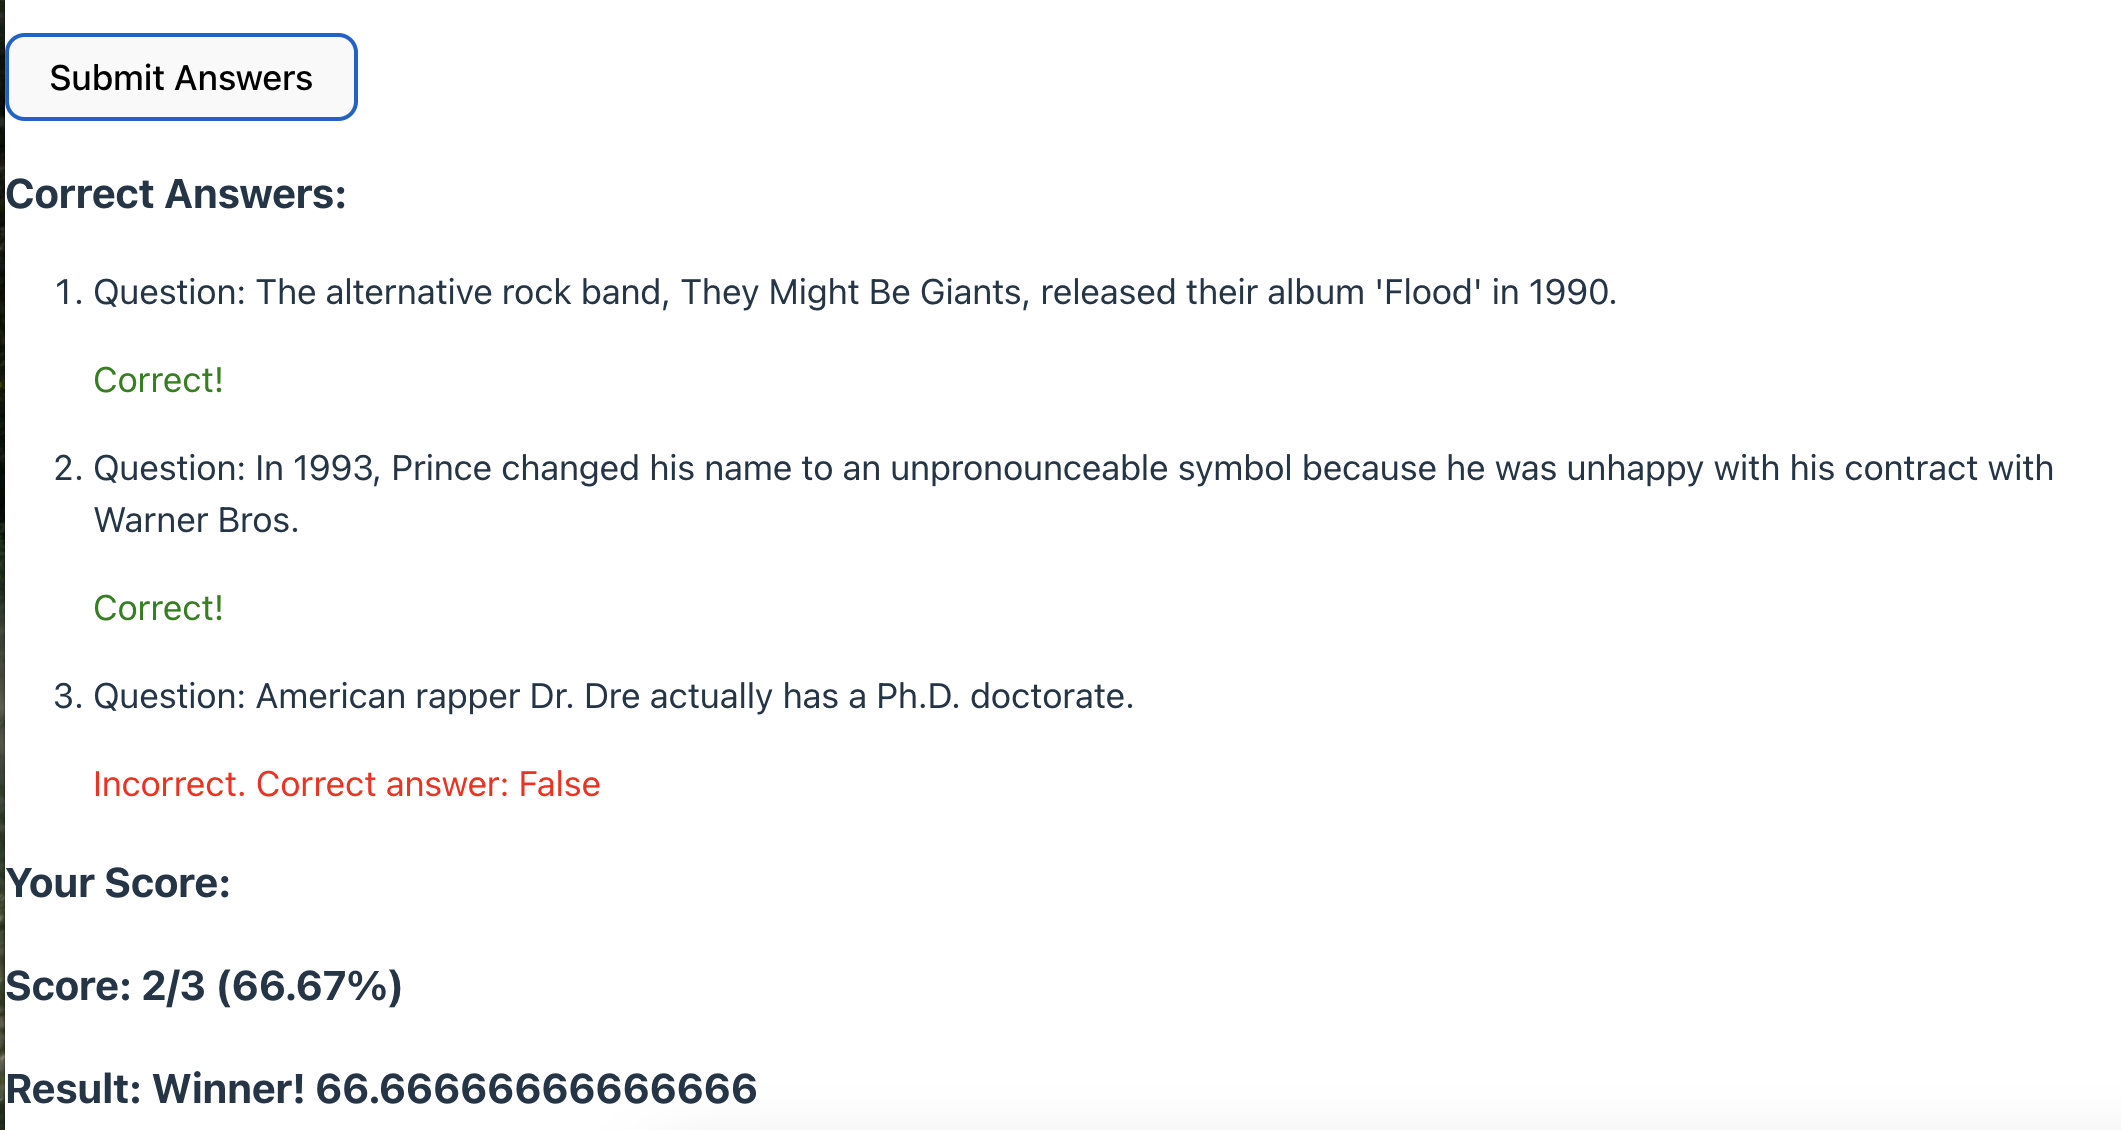 Submit Answers
Correct Answers:
1. Question: The alternative rock band, They Might Be Giants, released their album 'Flood' in 1990.
Correct!
2. Question: In 1993, Prince changed his name to an unpronounceable symbol because he was unhappy with his contract with
Warner Bros.
Correct!
3. Question: American rapper Dr. Dre actually has a Ph.D. doctorate.
Incorrect. Correct answer: False
Your Score:
Score: 2/3 (66.67%)
Result: Winner! 66.66666666666666